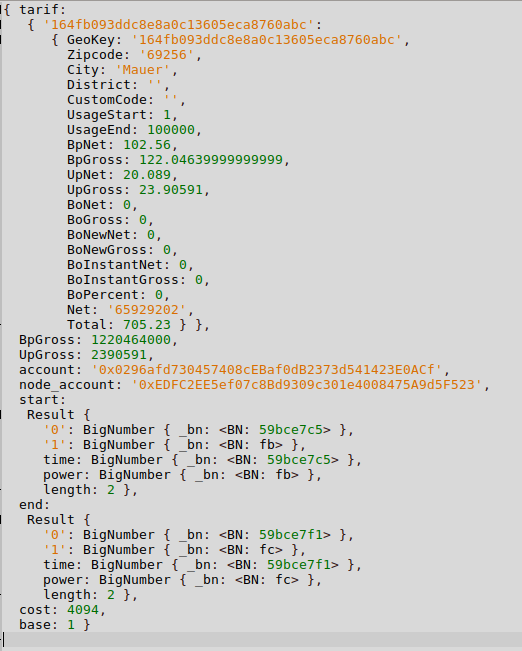 { tarif:
   { '164fb093ddc8e8a0c13605eca8760abc':
      { GeoKey: '164fb093ddc8e8a0c13605eca8760abc',
        Zipcode: '69256',
        City: 'Mauer',
        District: '',
        CustomCode: '',
        UsageStart: 1,
        UsageEnd: 100000,
        BpNet: 102.56,
        BpGross: 122.04639999999999,
        UpNet: 20.089,
        UpGross: 23.90591,
        BoNet: 0,
        BoGross: 0,
        BoNewNet: 0,
        BoNewGross: 0,
        BoInstantNet: 0,
        BoInstantGross: 0,
        BoPercent: 0,
        Net: '65929202',
        Total: 705.23 } },
  BpGross: 1220464000,
  UpGross: 2390591,
  account: '0x0296afd730457408cEBaf0dB2373d541423E0ACf',
  node_account: '0xEDFC2EE5ef07c8Bd9309c301e4008475A9d5F523',
  start:
   Result {
     '0': BigNumber { _bn: <BN: 59bce7c5> },
     '1': BigNumber { _bn: <BN: fb> },
     time: BigNumber { _bn: <BN: 59bce7c5> },
     power: BigNumber { _bn: <BN: fb> },
     length: 2 },
  end:
   Result {
     '0': BigNumber { _bn: <BN: 59bce7f1> },
     '1': BigNumber { _bn: <BN: fc> },
     time: BigNumber { _bn: <BN: 59bce7f1> },
     power: BigNumber { _bn: <BN: fc> },
     length: 2 },
  cost: 4094,
  base: 1 }